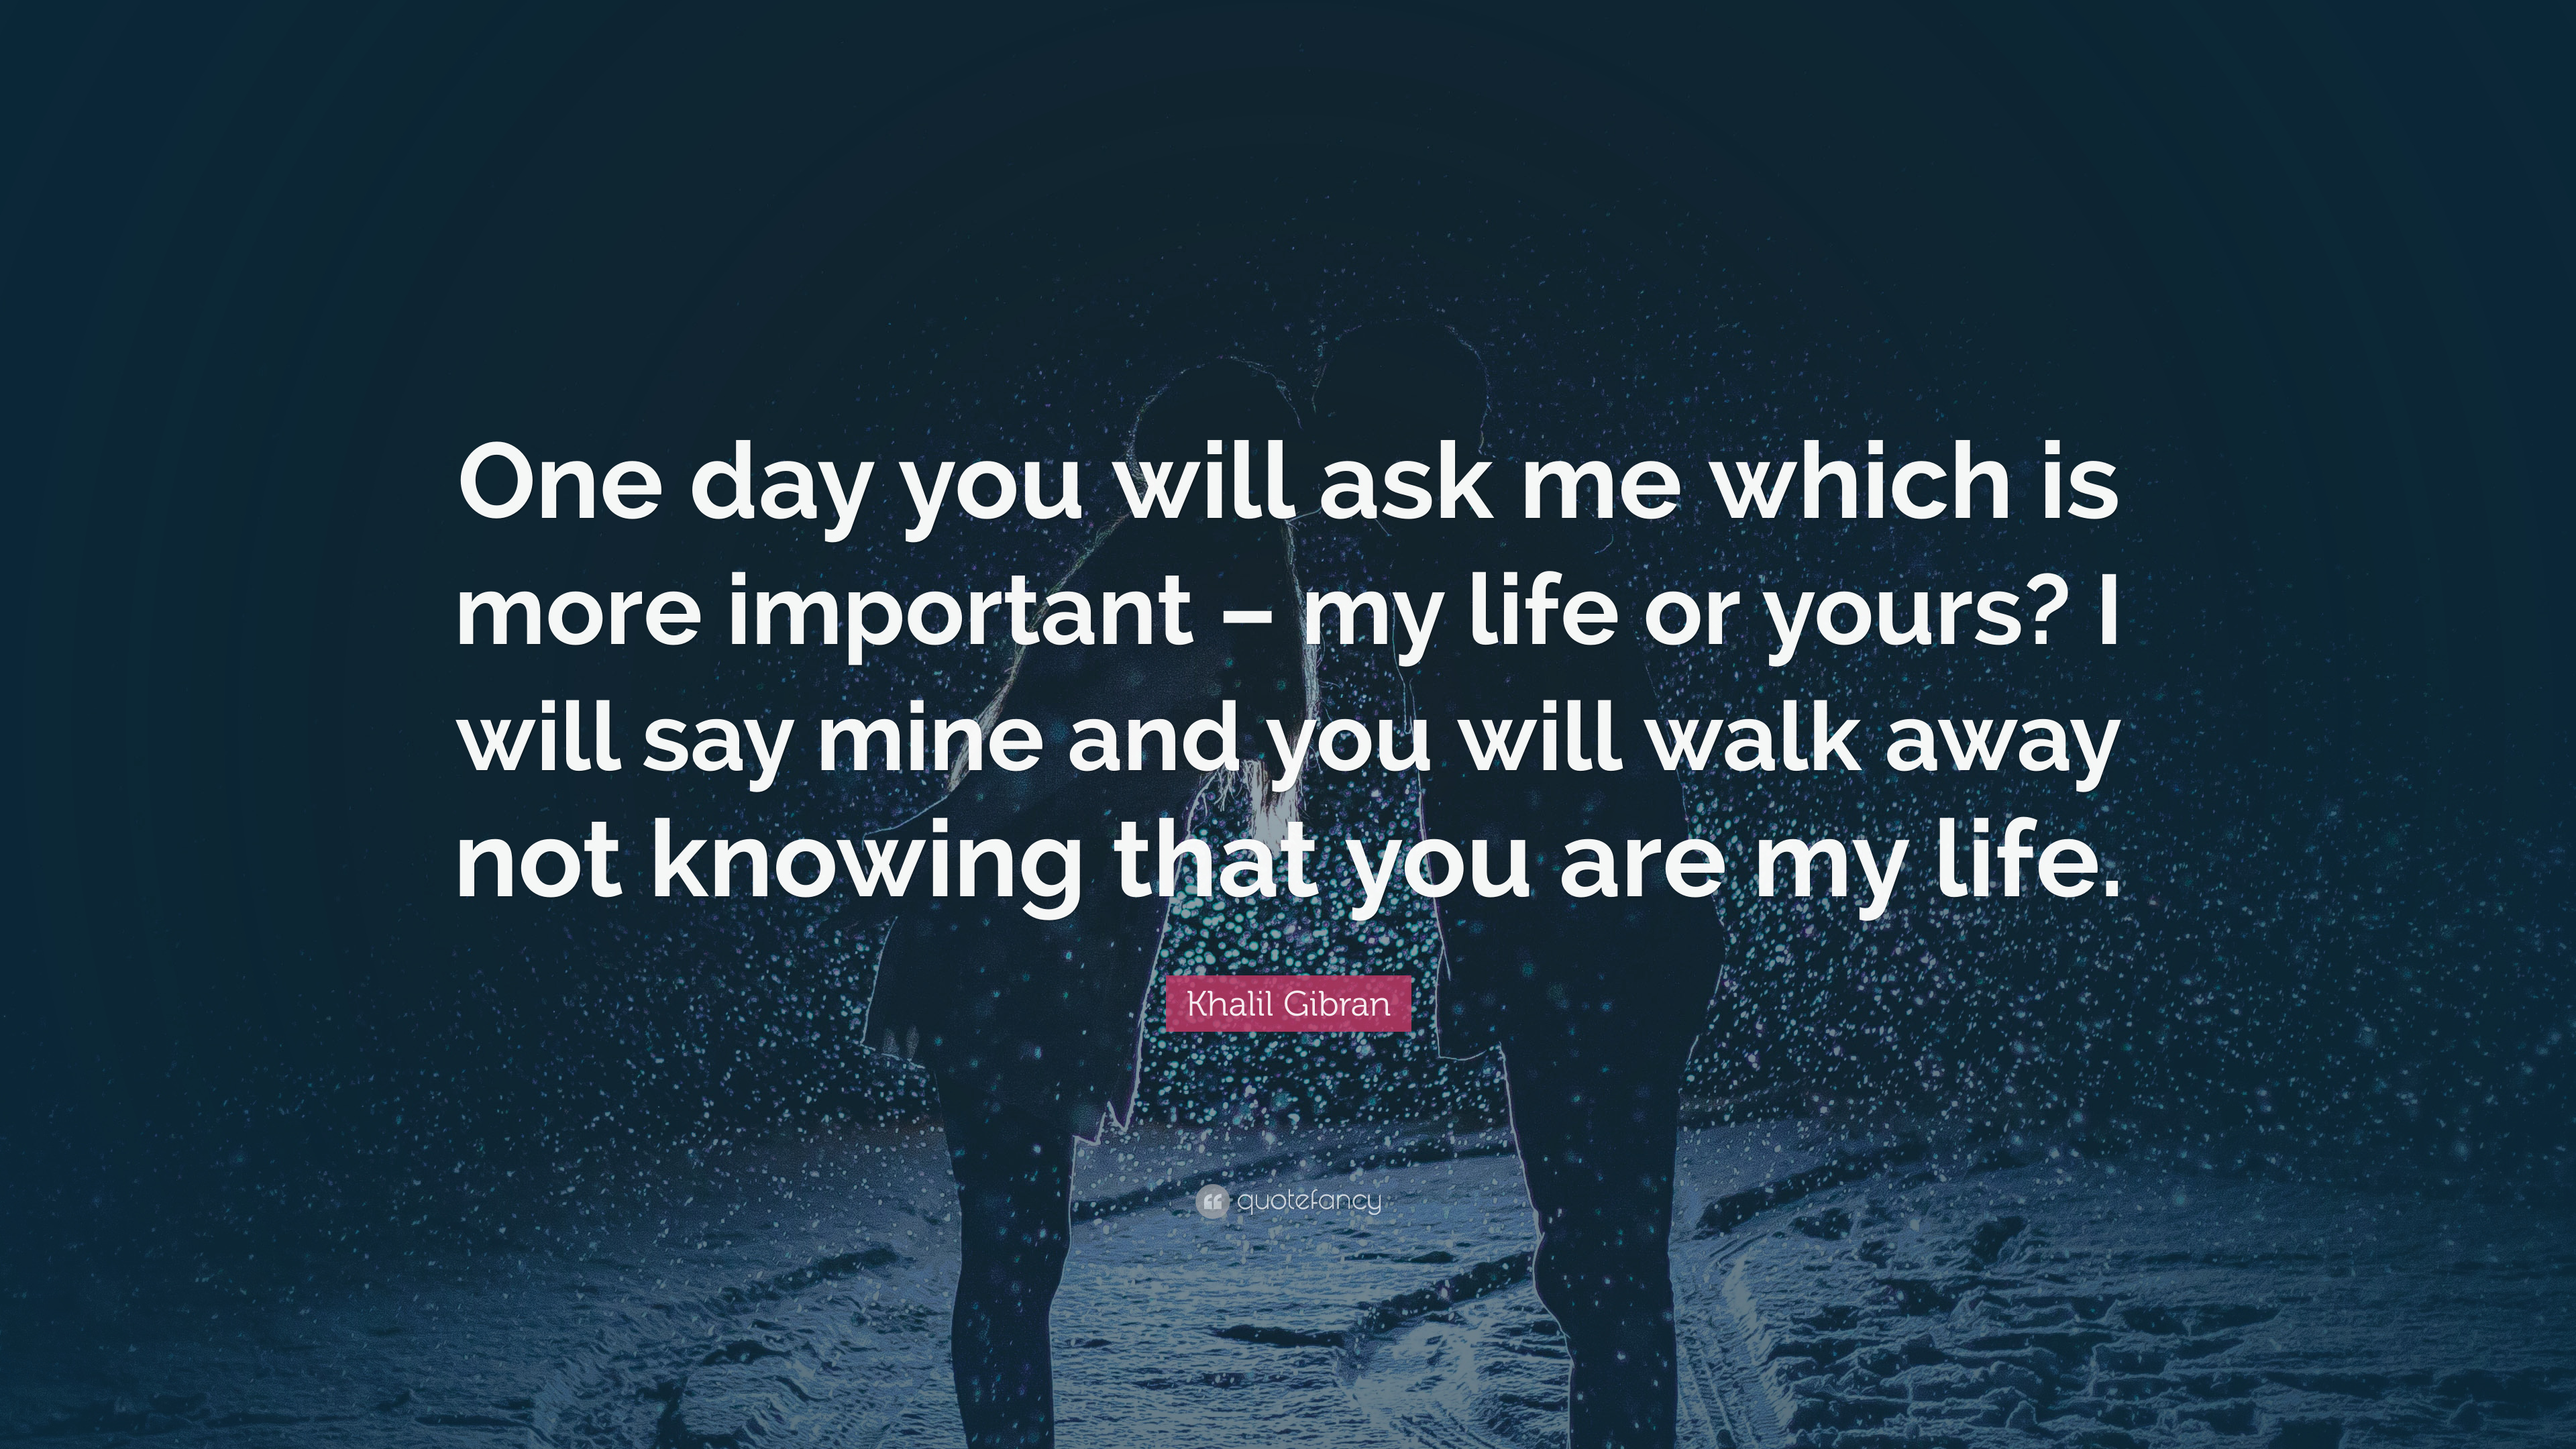 One day you will ask me which is
more important – my life or yours? I
will say mine and you will walk away
not knowing that you are my life.
Khalil Gibran
quotefancy